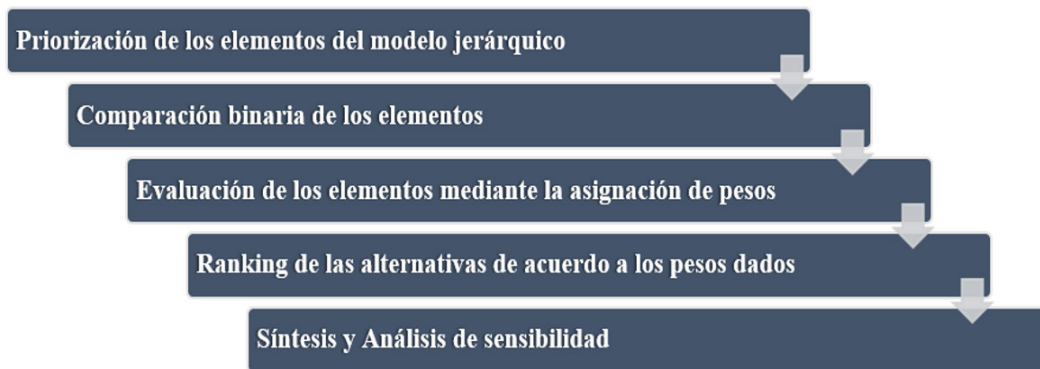 Priorización de los elementos del modelo jerárquico
Comparación binaria de los elementos
Evaluación de los elementos mediante la asignación de pesos
Ranking de las alternativas de acuerdo a los pesos dados
Síntesis y Análisis de sensibilidad